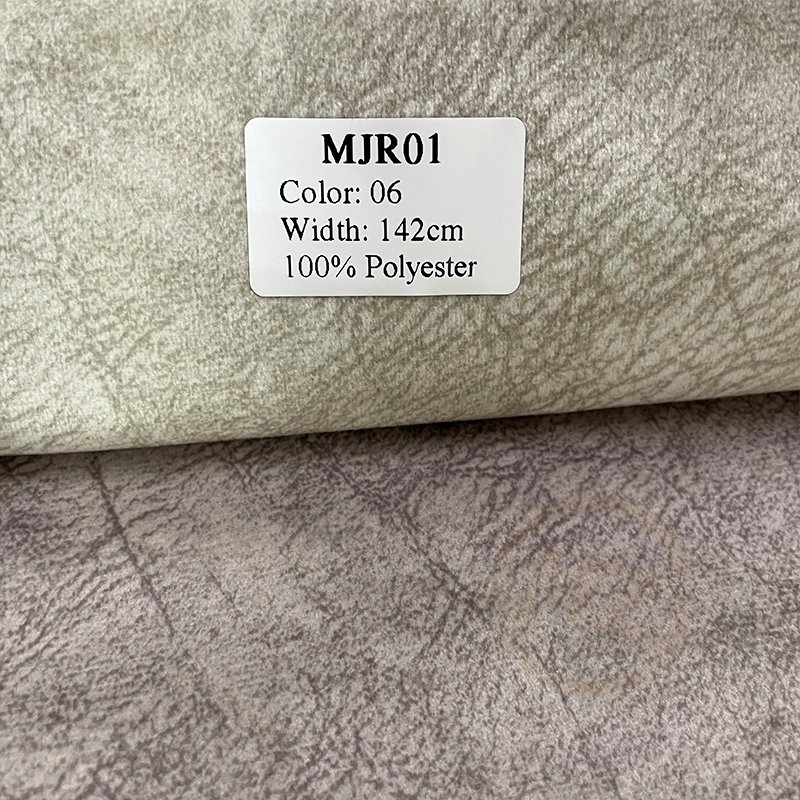 MJR01
Color: 06
Width: 142cm
100% Polyester